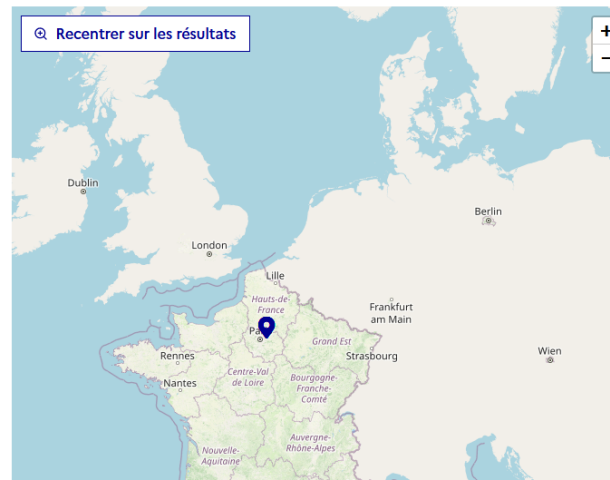 Recentrer sur les résultats
+
−
Dublin
Berlin
London
Lille
Hauts-de
France
Frankfurt
am Main
Grand Est
Rennes
Strasbourg
Wien
Centre-Val
de Loire
Nantes
Bourgogne-
Franche-
Comté
Auvergne-
Rhône-Alpes
Nouvelle-
Aquitaine